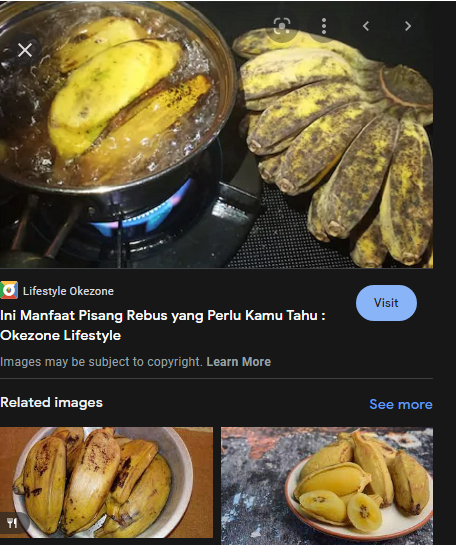 Lifestyle Okezone
Visit
Ini Manfaat Pisang Rebus yang Perlu Kamu Tahu :
Okezone Lifestyle
Images may be subject to copyright. Learn More
Related images
See more